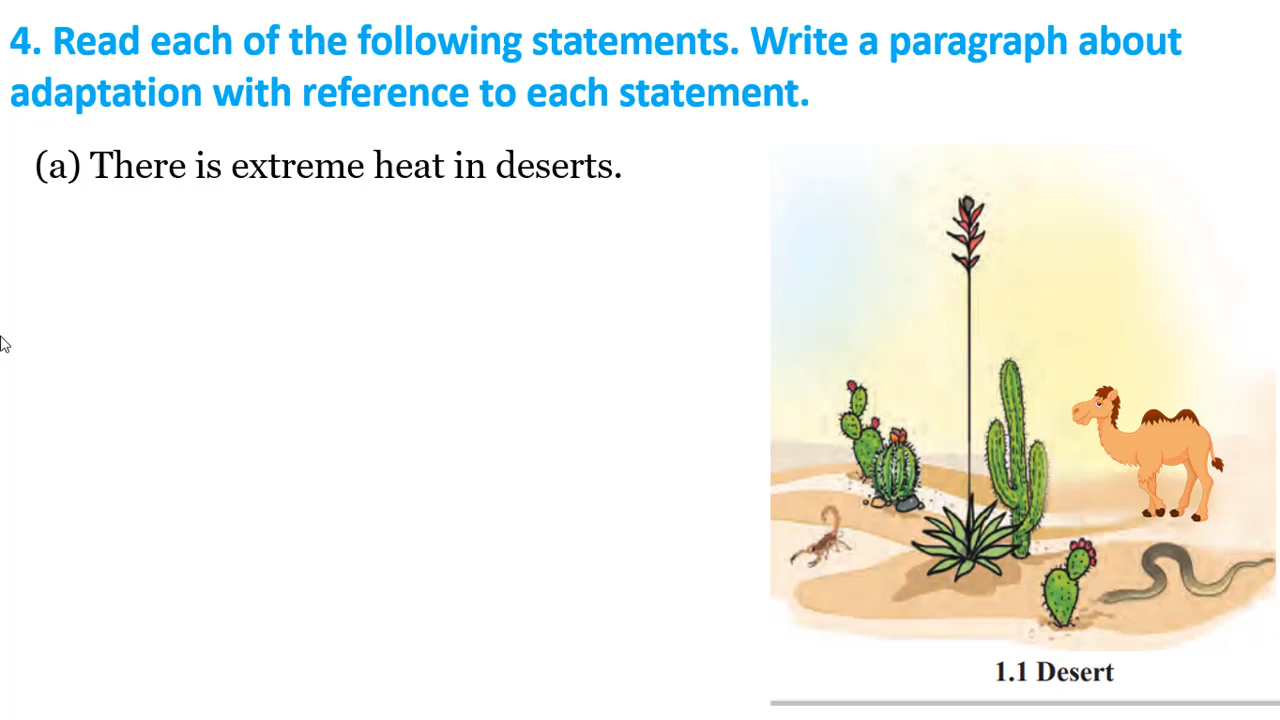 4. Read each of the following statements. Write a paragraph about
adaptation with reference to each statement.
(a) There is extreme heat in deserts.
1.1 Desert